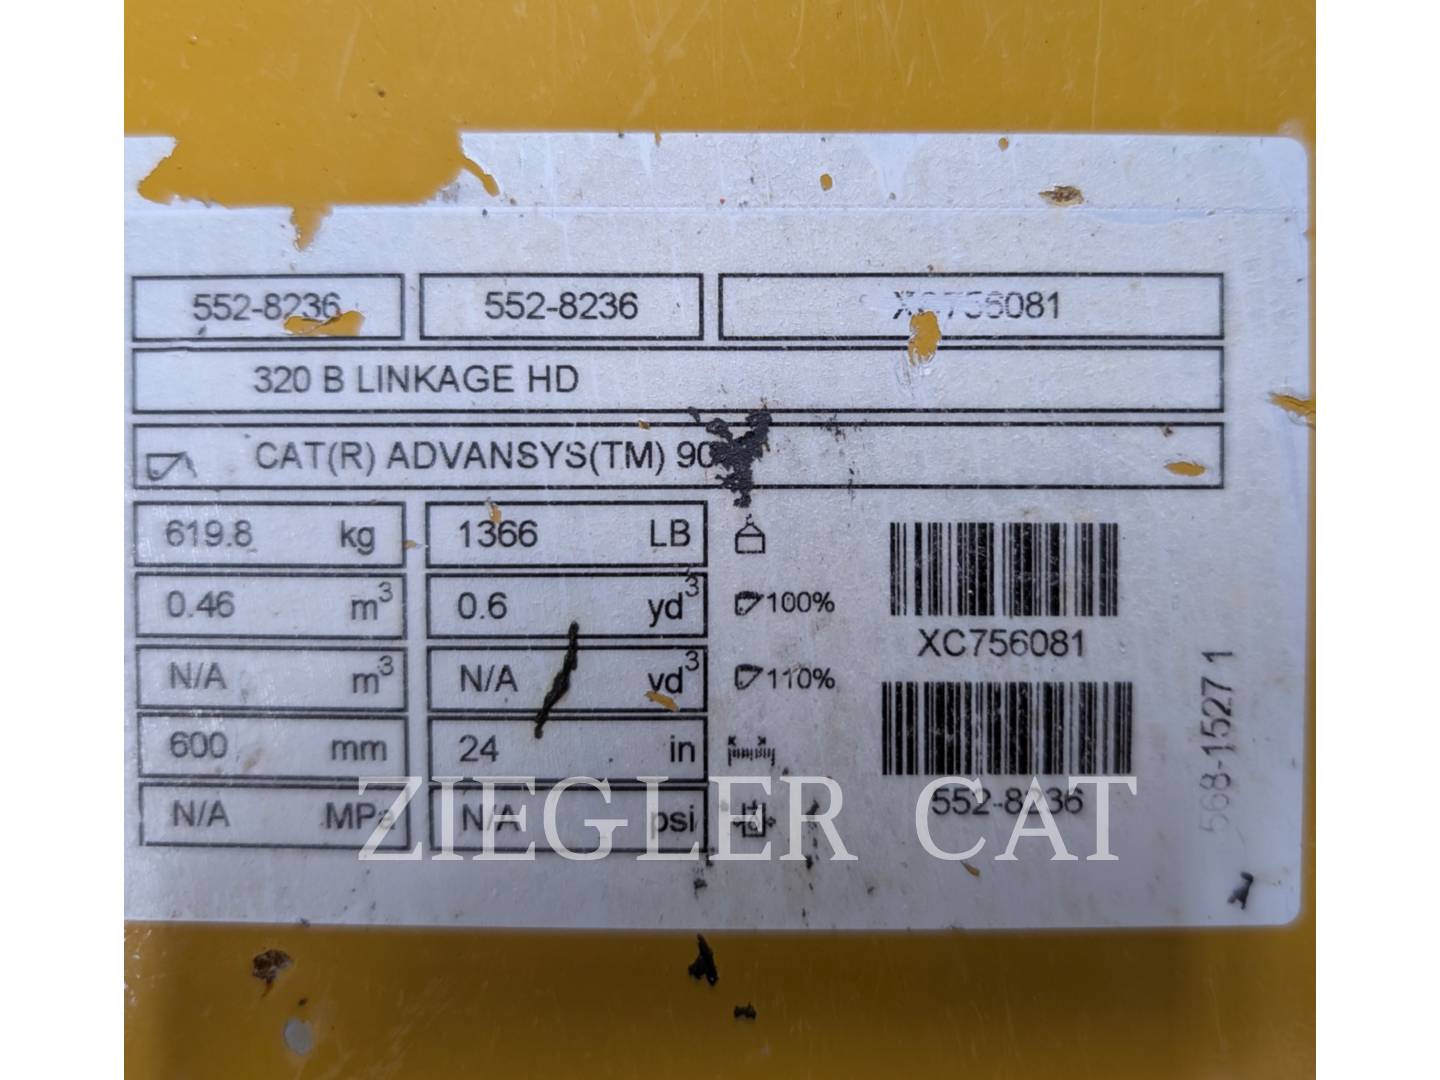 552-8236 552-8236 XC756081
320 B LINKAGE HD
CAT(R) ADVANSYS(TM) 90
619.8 kg 1366 LB
0.46 m³ 0.6 yd³ 100%
N/A m³ N/A yd³ 110%
600 mm 24 in
N/A MPa N/A psi
XC756081
552-8236
568-1527 1
ZIEGLER CAT